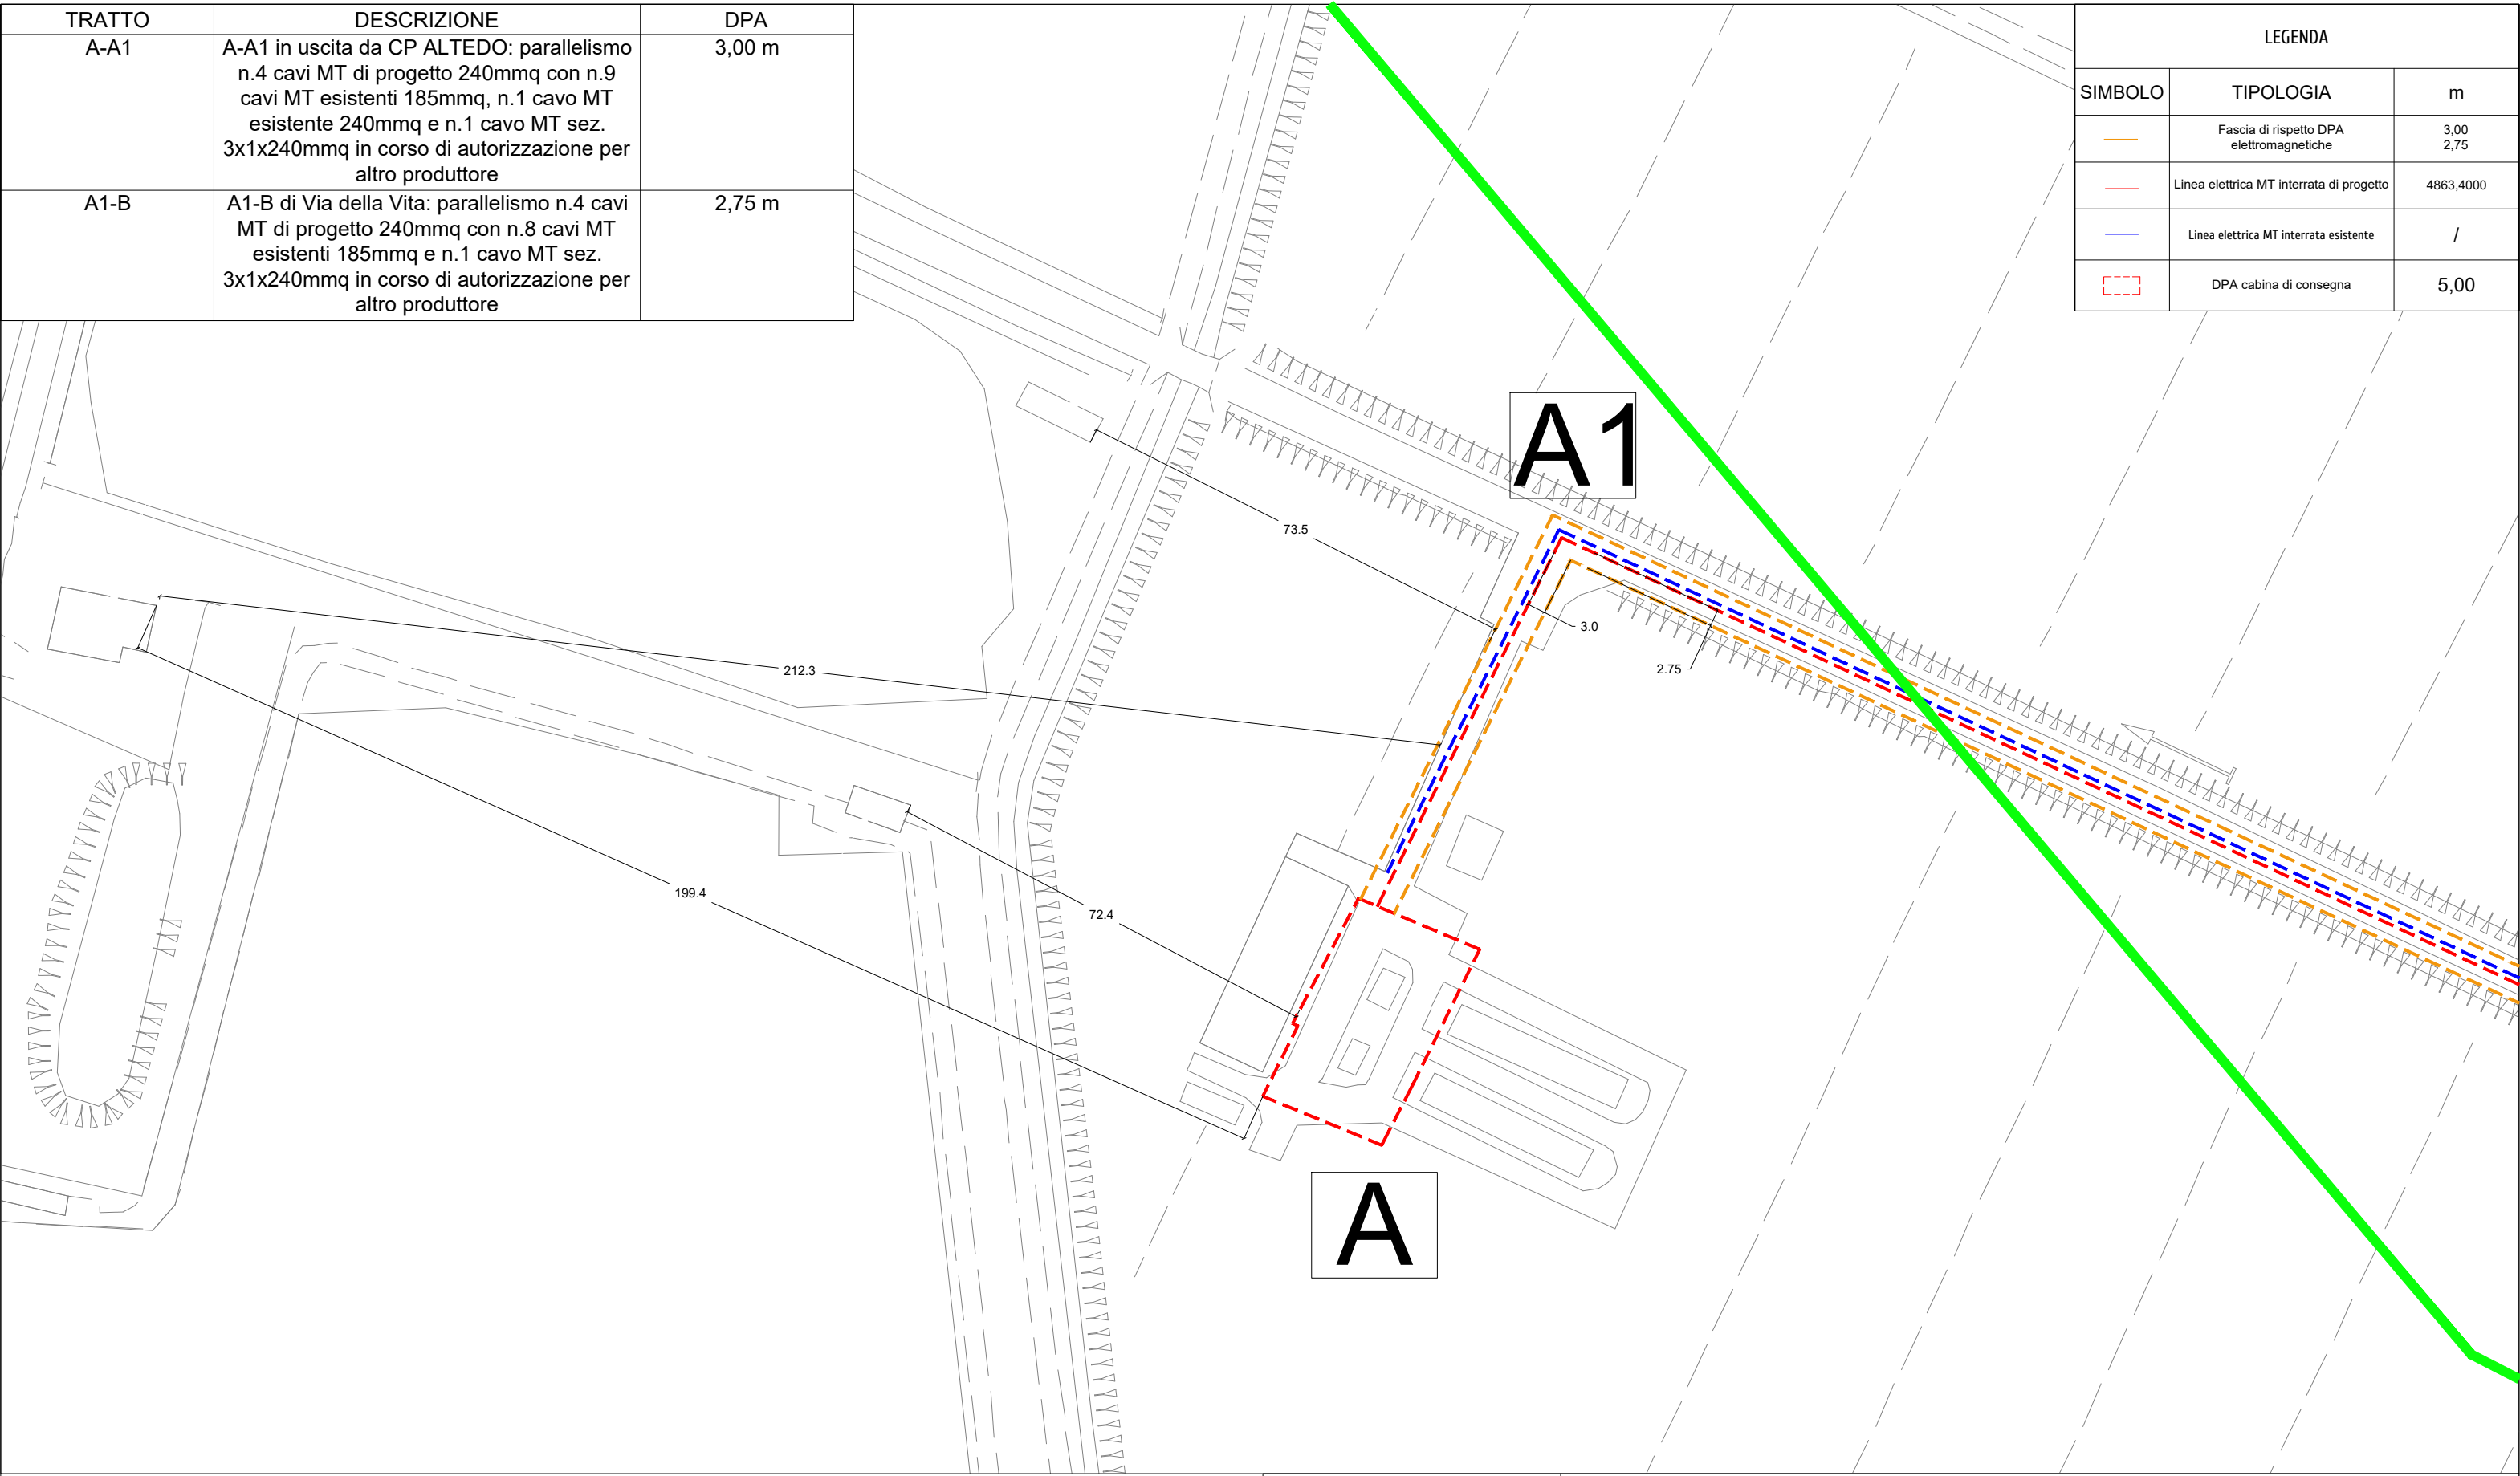 TRATTO DESCRIZIONE DPA
A-A1 A-A1 in uscita da CP ALTEDO: parallelismo 3,00 m
n.4 cavi MT di progetto 240mmq con n.9
cavi MT esistenti 185mmq, n.1 cavo MT
esistente 240mmq e n.1 cavo MT sez.
3x1x240mmq in corso di autorizzazione per
altro produttore
A1-B A1-B di Via della Vita: parallelismo n.4 cavi 2,75 m
MT di progetto 240mmq con n.8 cavi MT
esistenti 185mmq e n.1 cavo MT sez.
3x1x240mmq in corso di autorizzazione per
altro produttore
LEGENDA
SIMBOLO TIPOLOGIA m
Fascia di rispetto DPA 3,00
elettromagnetiche 2,75
Linea elettrica MT interrata di progetto 4863,4000
Linea elettrica MT interrata esistente /
DPA cabina di consegna 5,00
A1
73.5
3.0
212.3
2.75
199.4
72.4
A